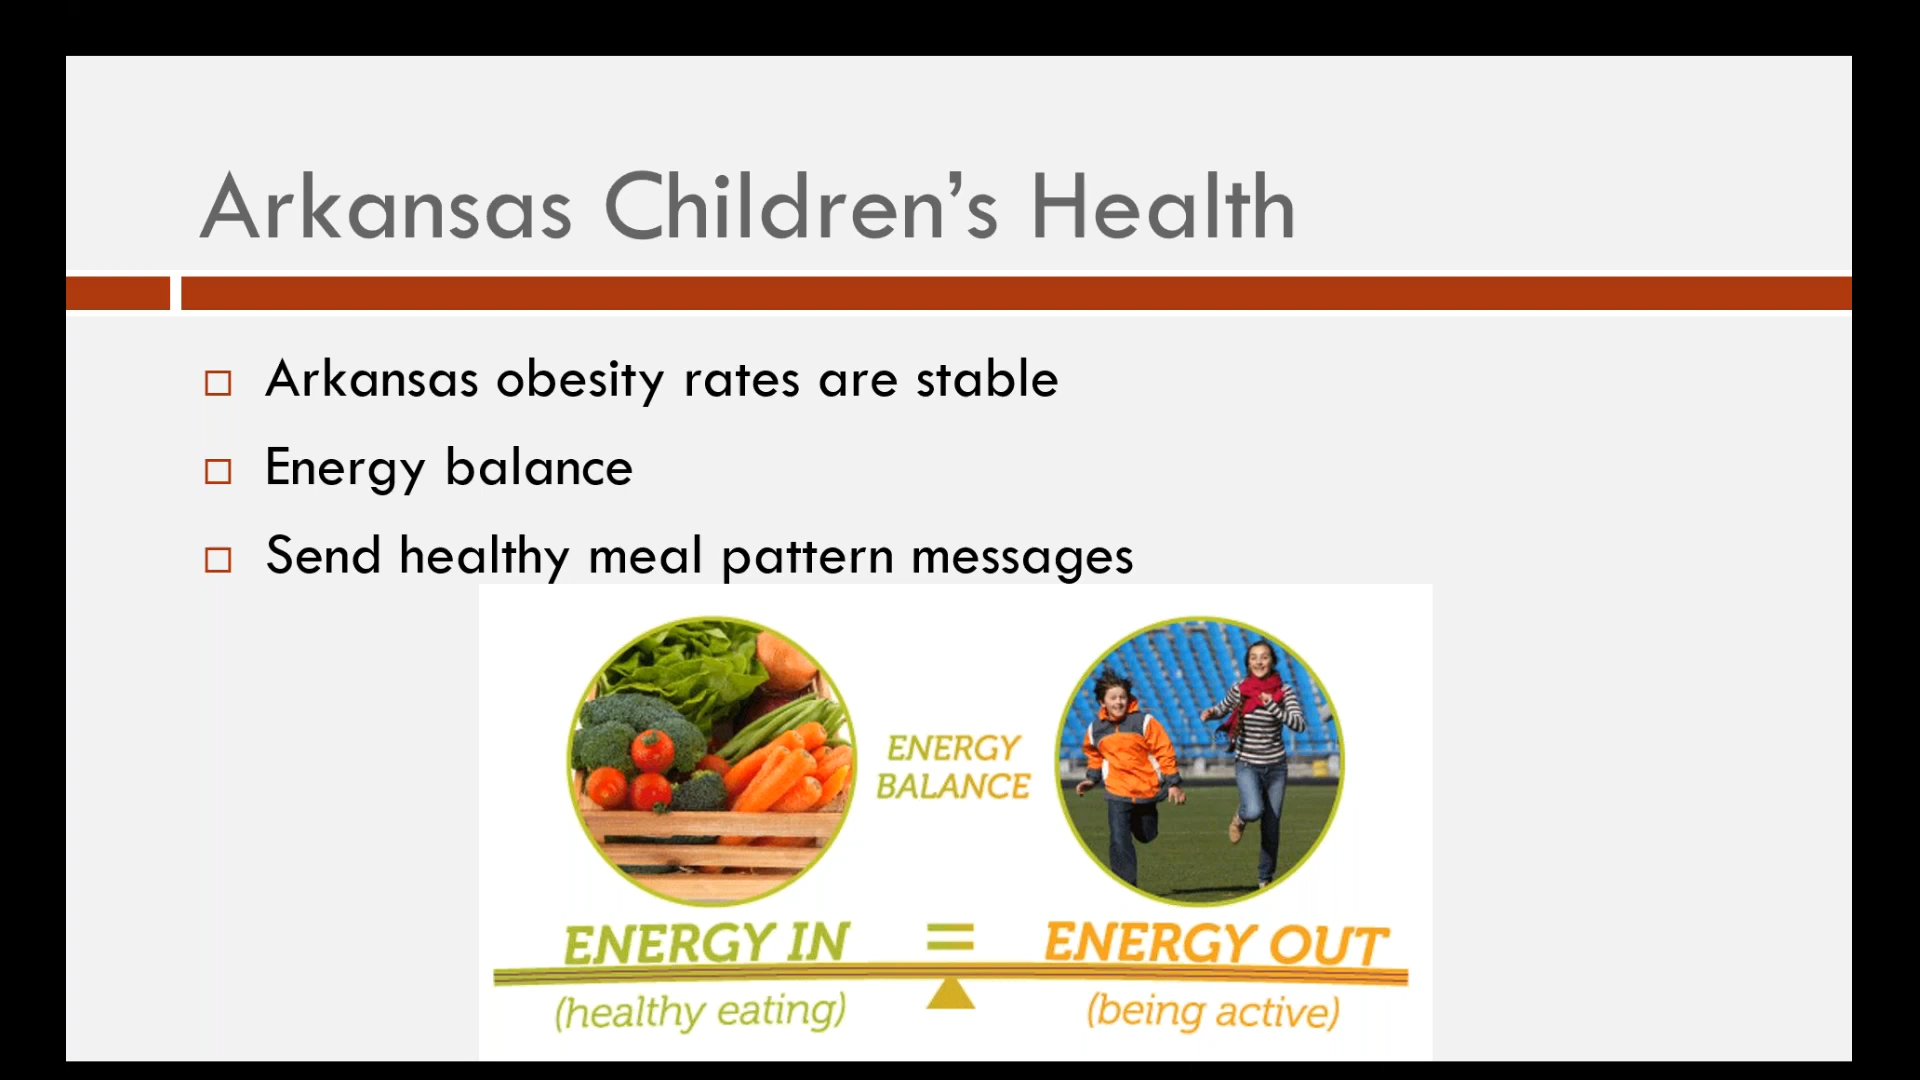 Arkansas Children’s Health
Arkansas obesity rates are stable
Energy balance
Send healthy meal pattern messages
ENERGY
BALANCE
ENERGY IN = ENERGY OUT
(healthy eating) (being active)